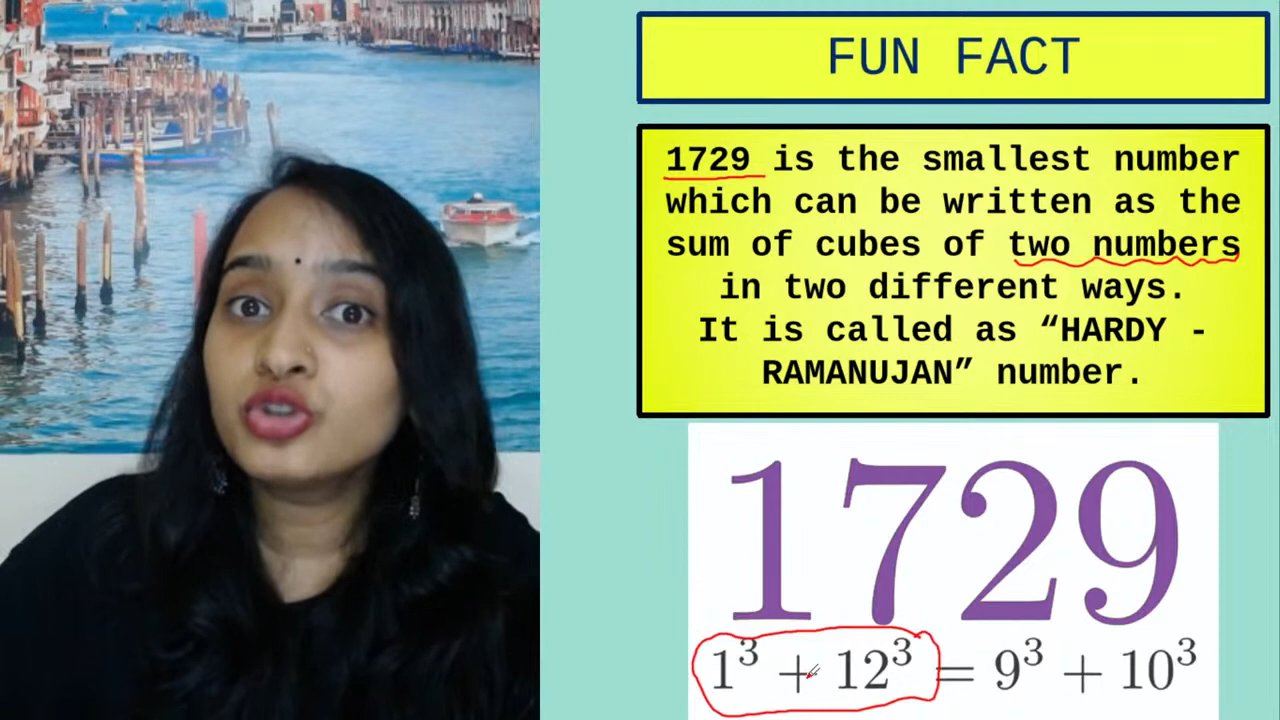 FUN FACT
1729 is the smallest number
which can be written as the
sum of cubes of two numbers
in two different ways.
It is called as “HARDY -
RAMANUJAN” number.
1729
1³ + 12³ = 9³ + 10³